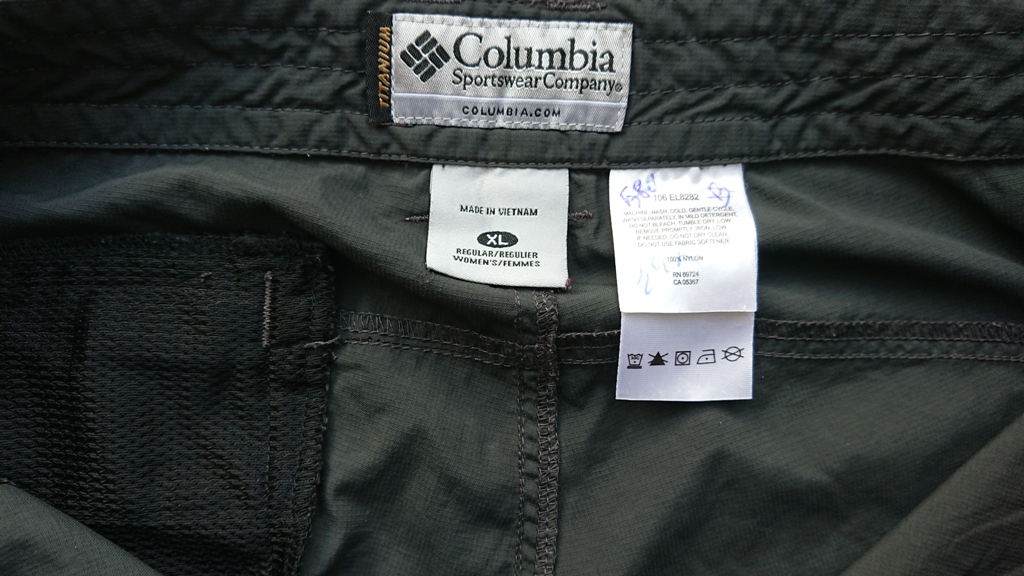 TITANIUM
Columbia
Sportswear Company
COLUMBIA.COM
MADE IN VIETNAM
XL
REGULAR/REGULIER
WOMEN'S/FEMMES
106 EL8282
MACHINE WASH, COLD, GENTLE CYCLE,
WASH SEPARATELY, IN MILD DETERGENT,
DO NOT BLEACH, TUMBLE DRY, LOW
REMOVE PROMPTLY, IRON, LOW
IF NEEDED, DO NOT DRY CLEAN
DO NOT USE FABRIC SOFTENER
100% NYLON
RN 69724
CA 05367